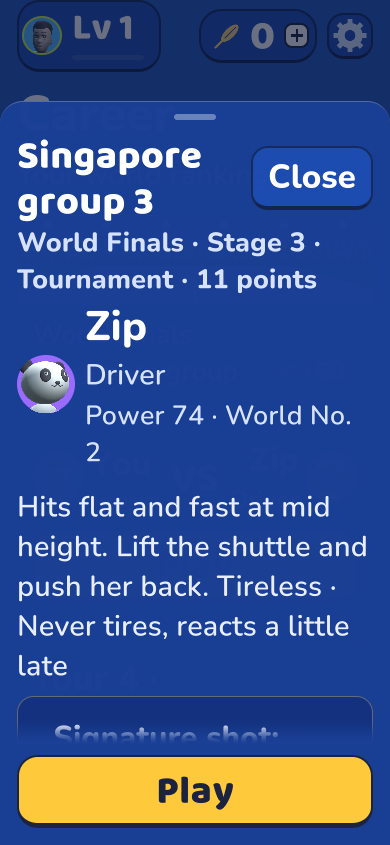 Lv 1
0
Career
Singapore
group 3
Close
World Finals · Stage 3 ·
Tournament · 11 points
Zip
Driver
Power 74 · World No.
2
Hits flat and fast at mid
height. Lift the shuttle and
push her back. Tireless ·
Never tires, reacts a little
late
Signature shot:
Play